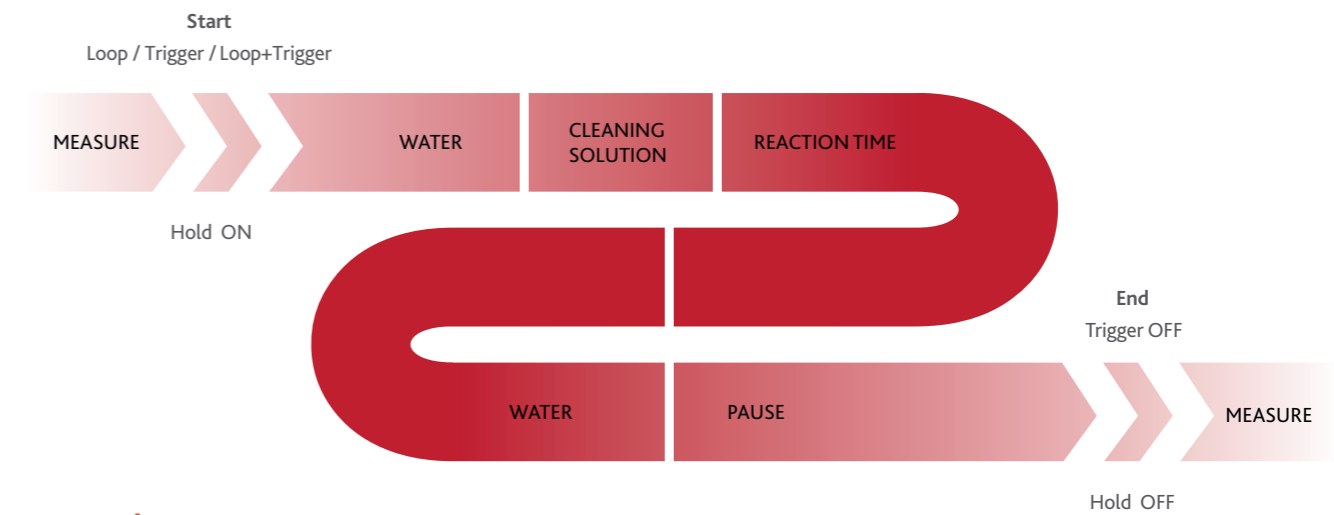 Start
Loop / Trigger / Loop+Trigger
MEASURE
WATER
CLEANING
SOLUTION
REACTION TIME
Hold ON
End
Trigger OFF
WATER
PAUSE
MEASURE
Hold OFF